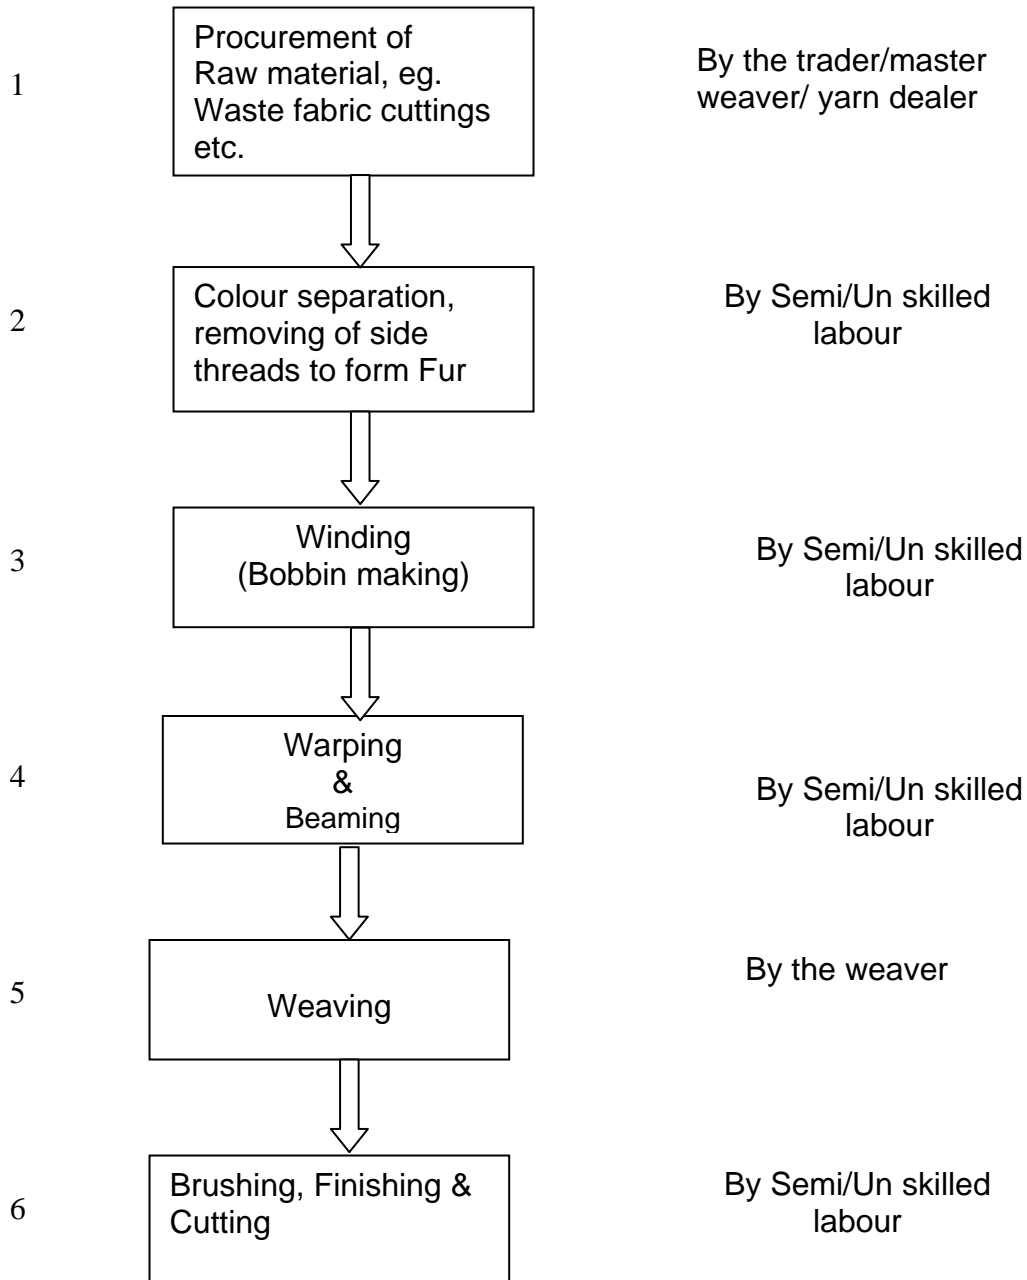 1
Procurement of
Raw material, eg.
Waste fabric cuttings
etc.
By the trader/master
weaver/ yarn dealer
2
Colour separation,
removing of side
threads to form Fur
By Semi/Un skilled
labour
3
Winding
(Bobbin making)
By Semi/Un skilled
labour
4
Warping
&
Beaming
By Semi/Un skilled
labour
5
Weaving
By the weaver
6
Brushing, Finishing &
Cutting
By Semi/Un skilled
labour